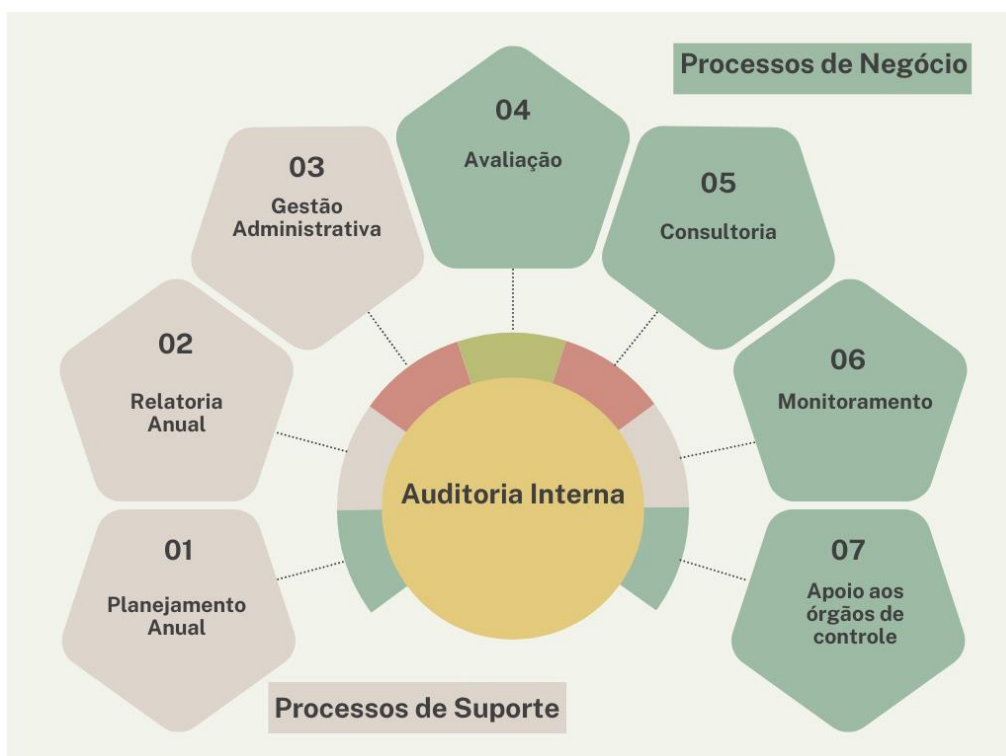 Processos de Negócio
04
Avaliação
03
Gestão
Administrativa
05
Consultoria
02
Relatoria
Anual
06
Monitoramento
Auditoria Interna
01
Planejamento
Anual
07
Apoio aos
órgãos de
controle
Processos de Suporte